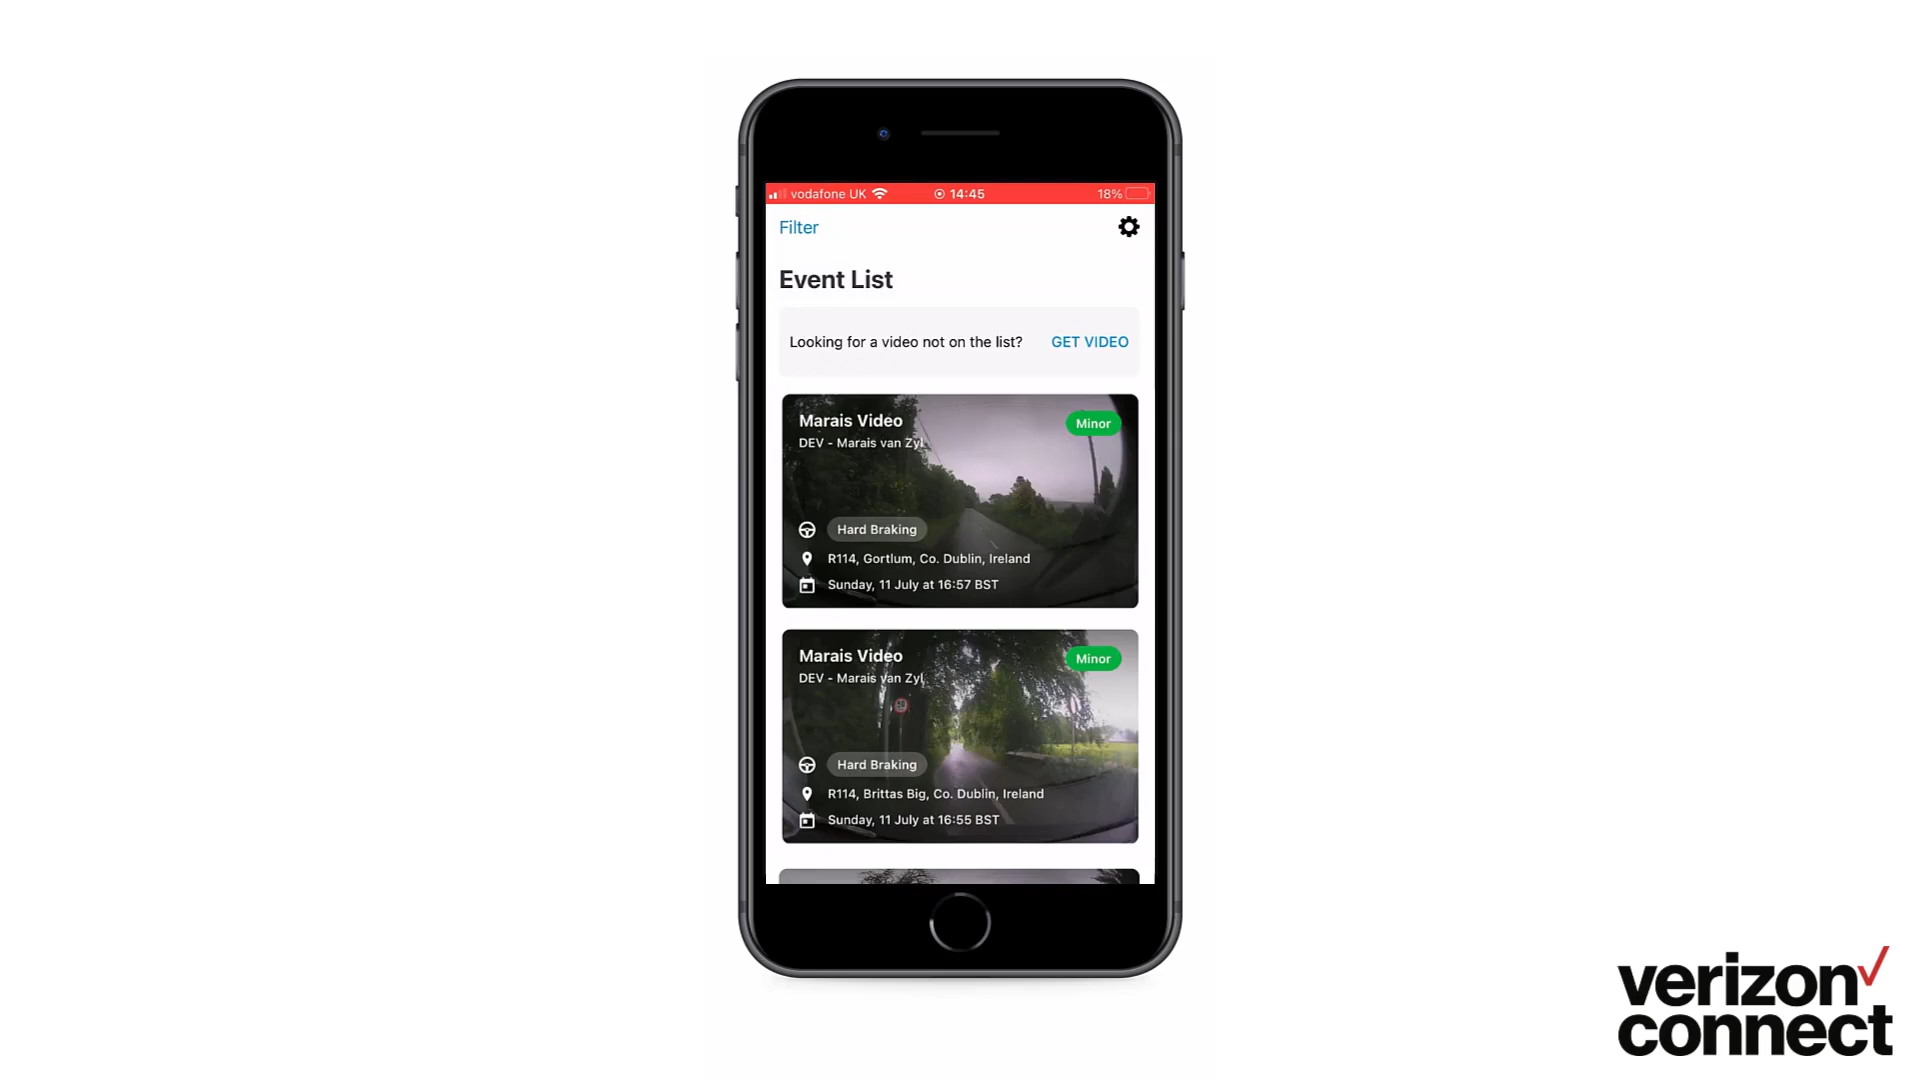 vodafone UK
14:45
18%
Filter
Event List
Looking for a video not on the list?
GET VIDEO
Marais Video
Minor
DEV - Marais van Zyl
Hard Braking
R114, Gortlum, Co. Dublin, Ireland
Sunday, 11 July at 16:57 BST
Marais Video
Minor
DEV - Marais van Zyl
Hard Braking
R114, Brittas Big, Co. Dublin, Ireland
Sunday, 11 July at 16:55 BST
verizon
connect